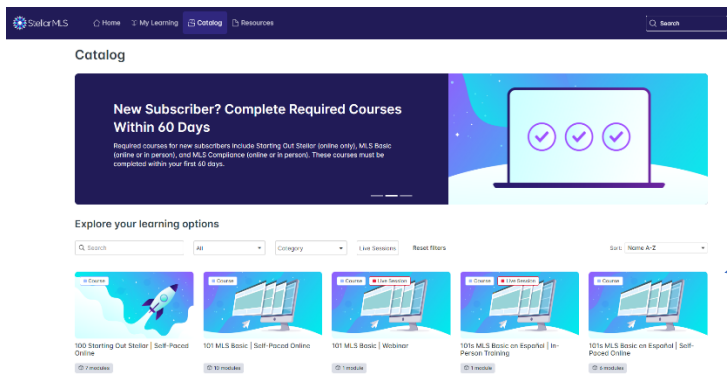 StellarMLS Home My Learning Catalog Resources Search
Catalog
New Subscriber? Complete Required Courses
Within 60 Days
Required courses for new subscribers include Starting Out Stellar (online only), MLS Basic
(online or in person), and MLS Compliance (online or in person). These courses must be
completed within your first 60 days.
Explore your learning options
Search All Category Live Sessions Reset filters Sort: Name A-Z
Course Course Course Live Session Course Live Session Course
100 Starting Out Stellar | Self-Paced
Online
101 MLS Basic | Self-Paced Online
101 MLS Basic | Webinar
101s MLS Basic en Español | In-
Person Training
101s MLS Basic en Español | Self-
Paced Online
7 modules 10 modules 1 module 1 module 6 modules